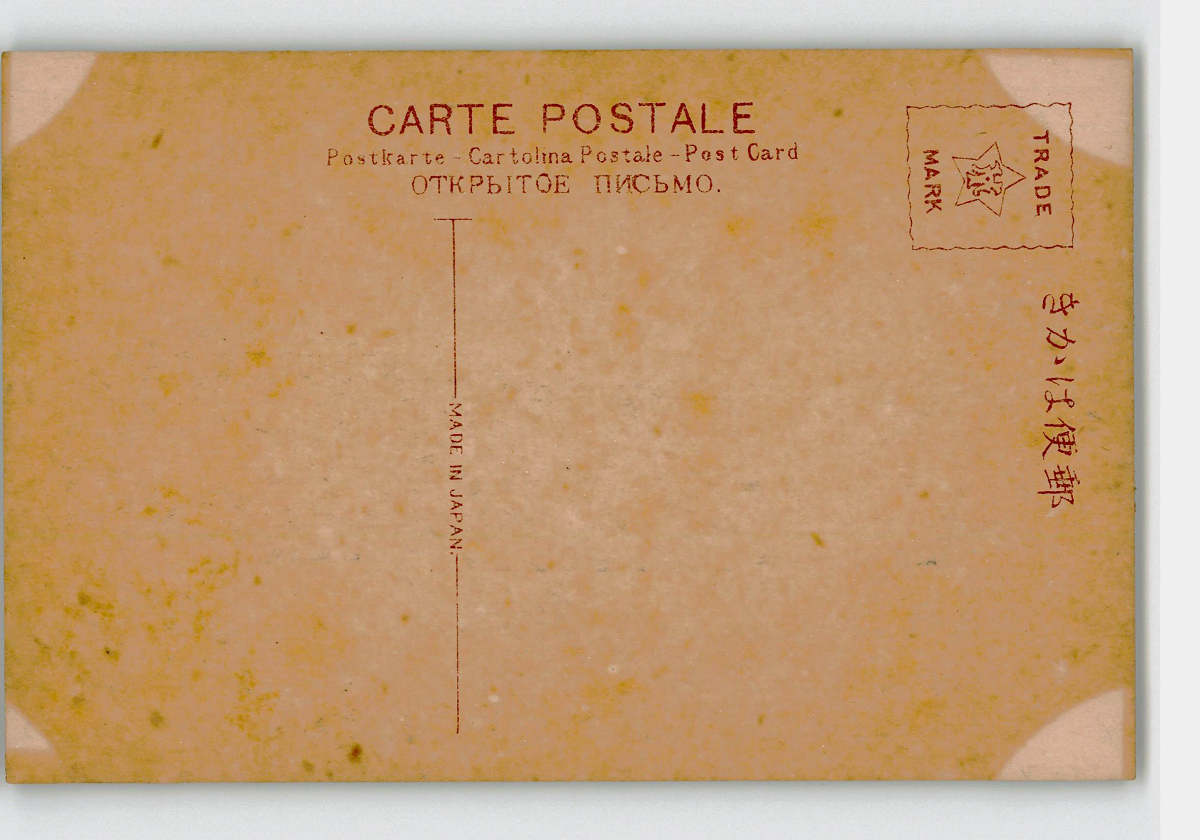 CARTE POSTALE
Postkarte - Cartolina Postale - Post Card
ОТКРЫТОЕ ПИСЬМО.
TRADE
MARK
きかは便郵
MADE IN JAPAN.